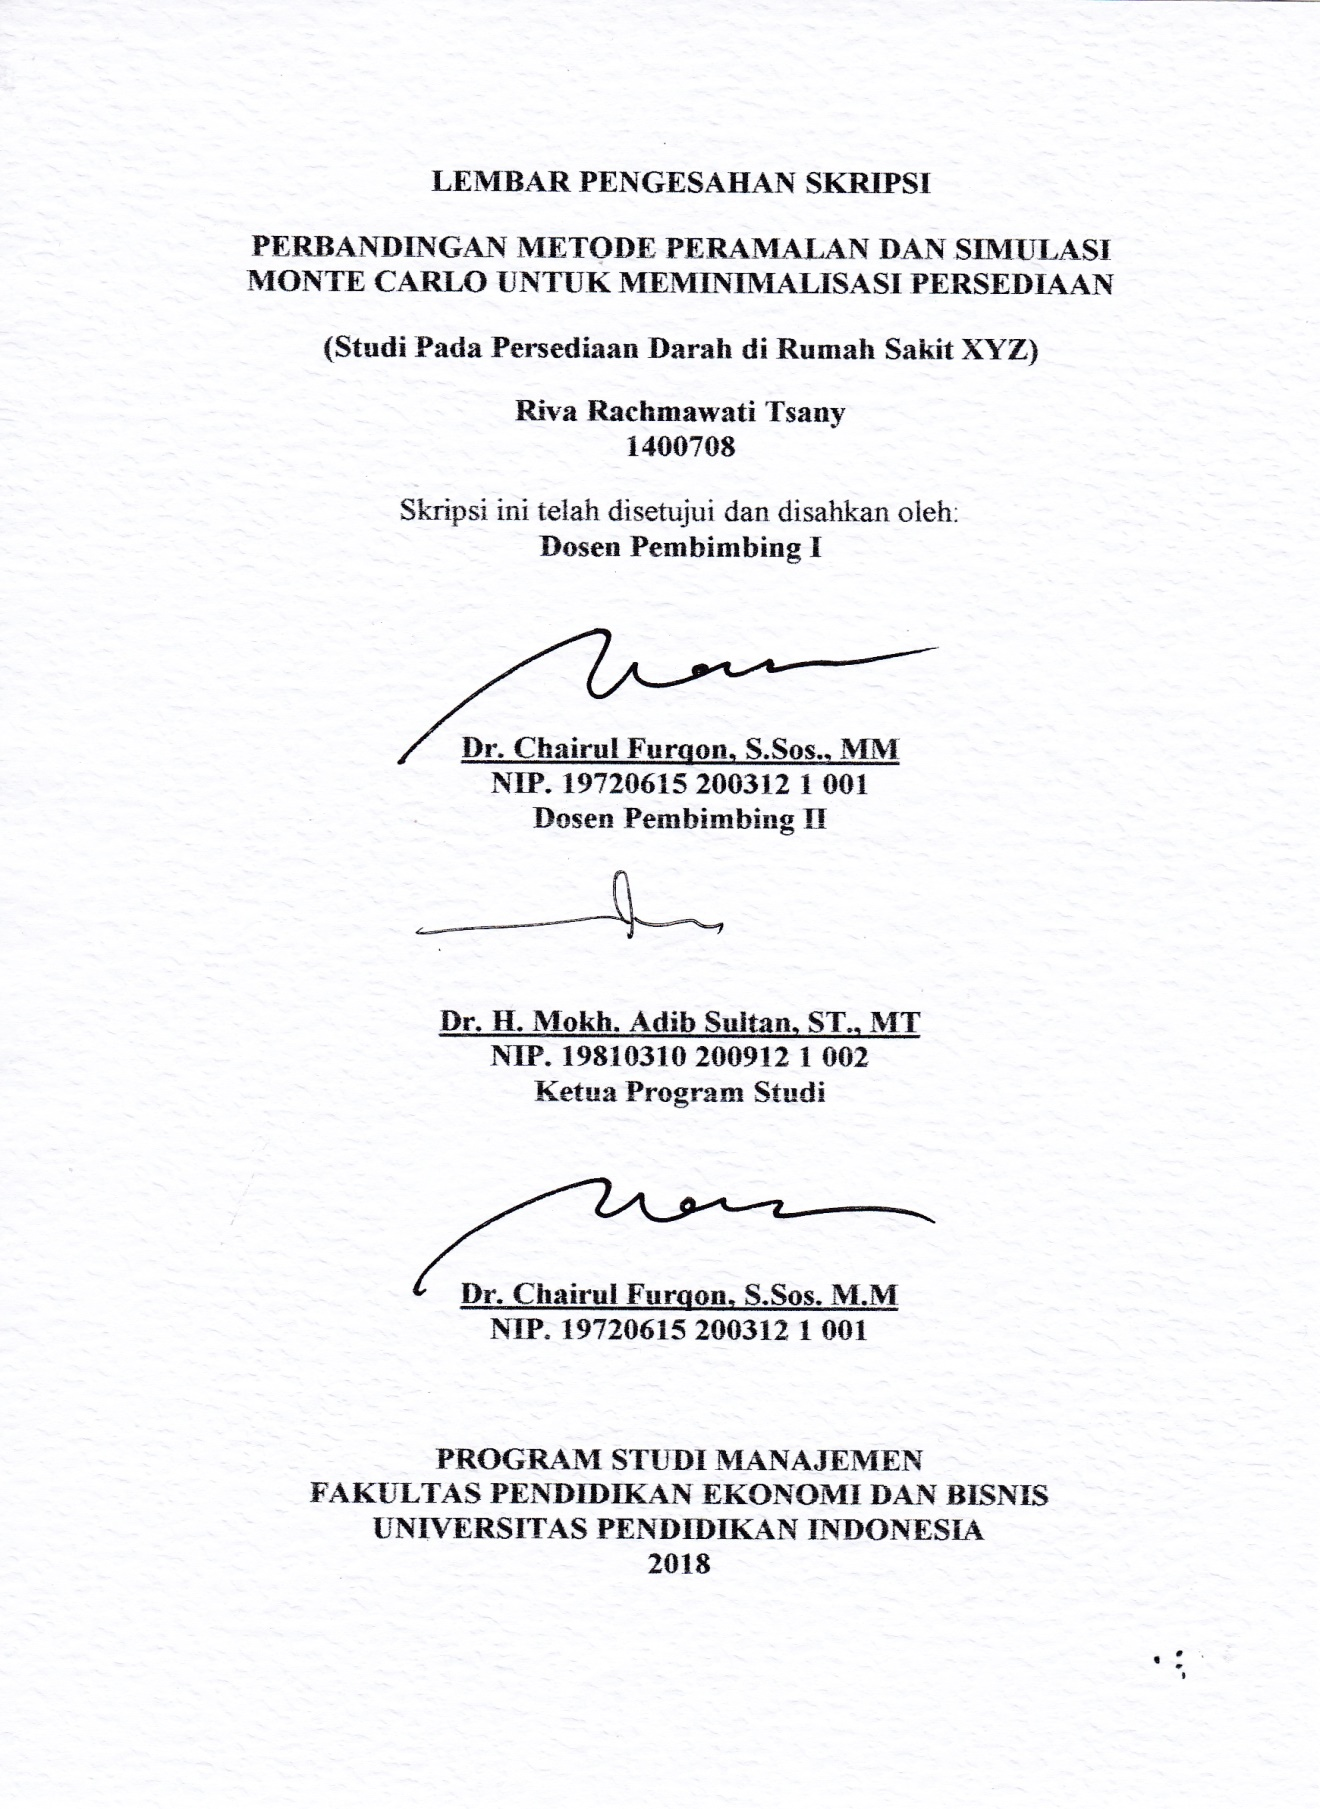 LEMBAR PENGESAHAN SKRIPSI
PERBANDINGAN METODE PERAMALAN DAN SIMULASI
MONTE CARLO UNTUK MEMINIMALISASI PERSEDIAAN
(Studi Pada Persediaan Darah di Rumah Sakit XYZ)
Riva Rachmawati Tsany
1400708
Skripsi ini telah disetujui dan disahkan oleh:
Dosen Pembimbing I
Dr. Chairul Furqon, S.Sos., MM
NIP. 19720615 200312 1 001
Dosen Pembimbing II
Dr. H. Mokh. Adib Sultan, ST., MT
NIP. 19810310 200912 1 002
Ketua Program Studi
Dr. Chairul Furqon, S.Sos. M.M
NIP. 19720615 200312 1 001
PROGRAM STUDI MANAJEMEN
FAKULTAS PENDIDIKAN EKONOMI DAN BISNIS
UNIVERSITAS PENDIDIKAN INDONESIA
2018